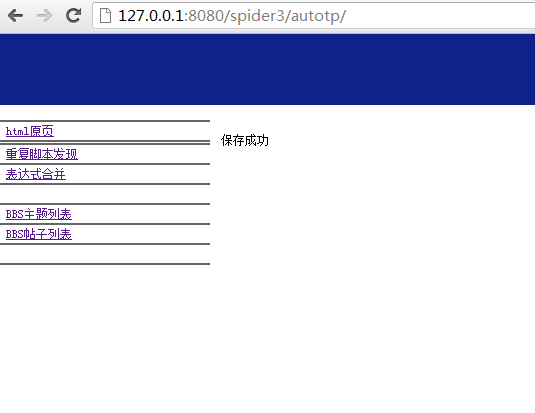 127.0.0.1:8080/spider3/autotp/
html原页
重复脚本发现
表达式合并
BBS主题列表
BBS帖子列表
保存成功